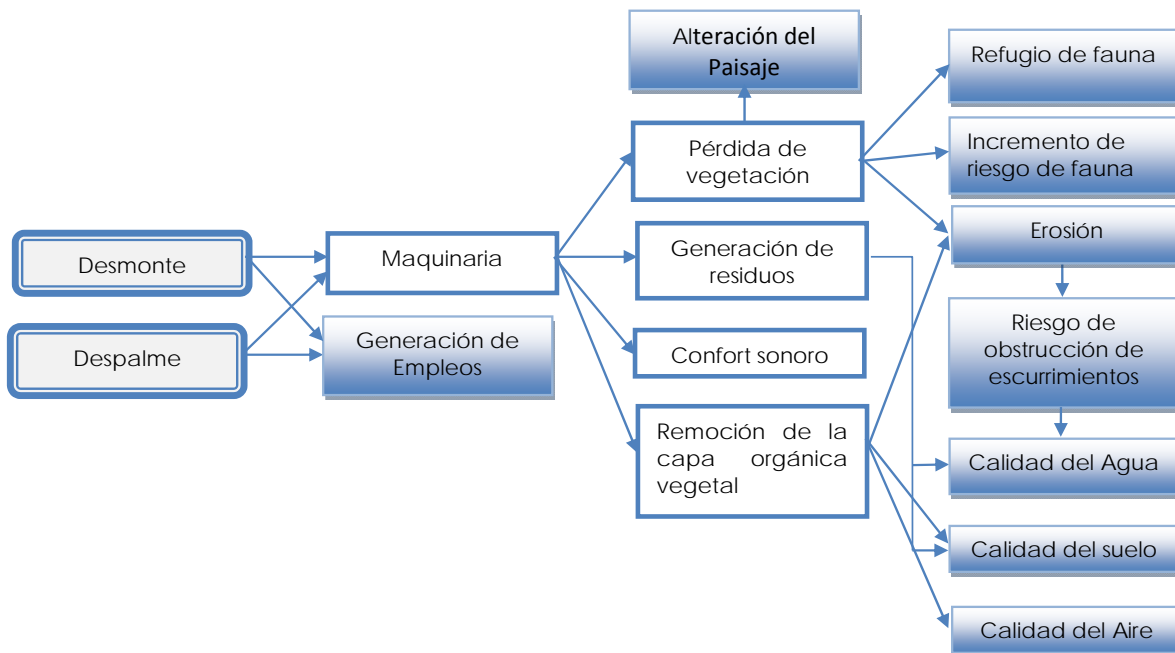 Desmonte
Despalme
Maquinaria
Generación de
Empleos
Alteración del
Paisaje
Pérdida de
vegetación
Generación de
residuos
Confort sonoro
Remoción de la
capa orgánica
vegetal
Refugio de fauna
Incremento de
riesgo de fauna
Erosión
Riesgo de
obstrucción de
escurrimientos
Calidad del Agua
Calidad del suelo
Calidad del Aire